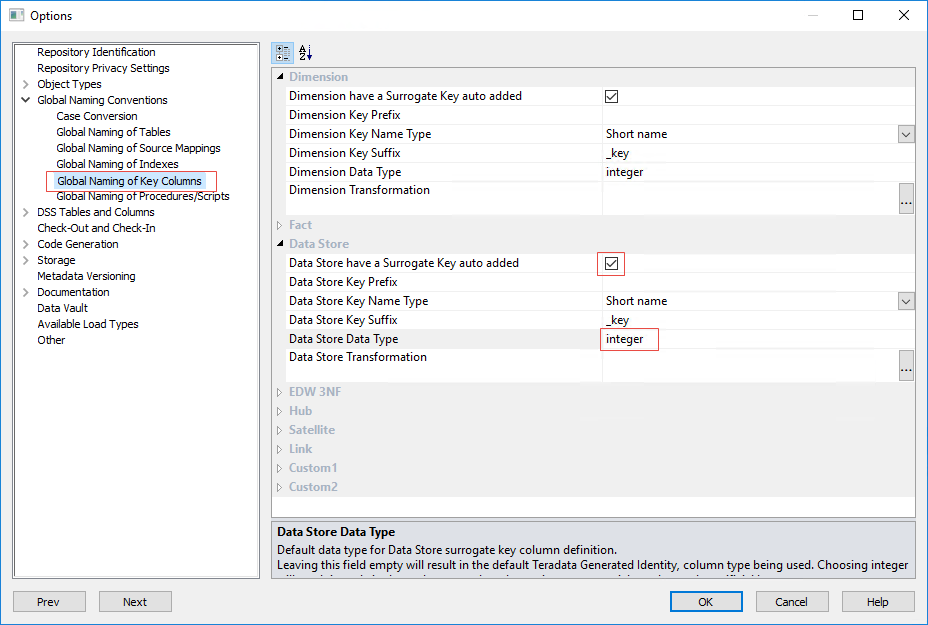 Options
Repository Identification
Repository Privacy Settings
Object Types
Global Naming Conventions
Case Conversion
Global Naming of Tables
Global Naming of Source Mappings
Global Naming of Indexes
Global Naming of Key Columns
Global Naming of Procedures/Scripts
DSS Tables and Columns
Check-Out and Check-In
Code Generation
Storage
Metadata Versioning
Documentation
Data Vault
Available Load Types
Other
Dimension
Dimension have a Surrogate Key auto added
Dimension Key Prefix
Dimension Key Name Type Short name
Dimension Key Suffix _key
Dimension Data Type integer
Dimension Transformation
...
Fact
Data Store
Data Store have a Surrogate Key auto added
Data Store Key Prefix
Data Store Key Name Type Short name
Data Store Key Suffix _key
Data Store Data Type integer
Data Store Transformation
...
EDW 3NF
Hub
Satellite
Link
Custom1
Custom2
Data Store Data Type
Default data type for Data Store surrogate key column definition.
Leaving this field empty will result in the default Teradata Generated Identity, column type being used. Choosing integer
Prev Next OK Cancel Help